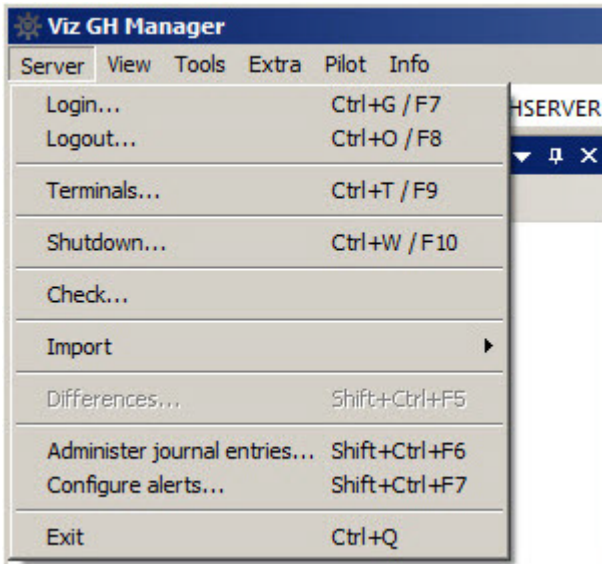 Viz GH Manager
Server View Tools Extra Pilot Info
Login... Ctrl+G / F7
HSERVER
Logout... Ctrl+O / F8
Terminals... Ctrl+T / F9
Shutdown... Ctrl+W / F10
Check...
Import
Differences... Shift+Ctrl+F5
Administer journal entries... Shift+Ctrl+F6
Configure alerts... Shift+Ctrl+F7
Exit Ctrl+Q